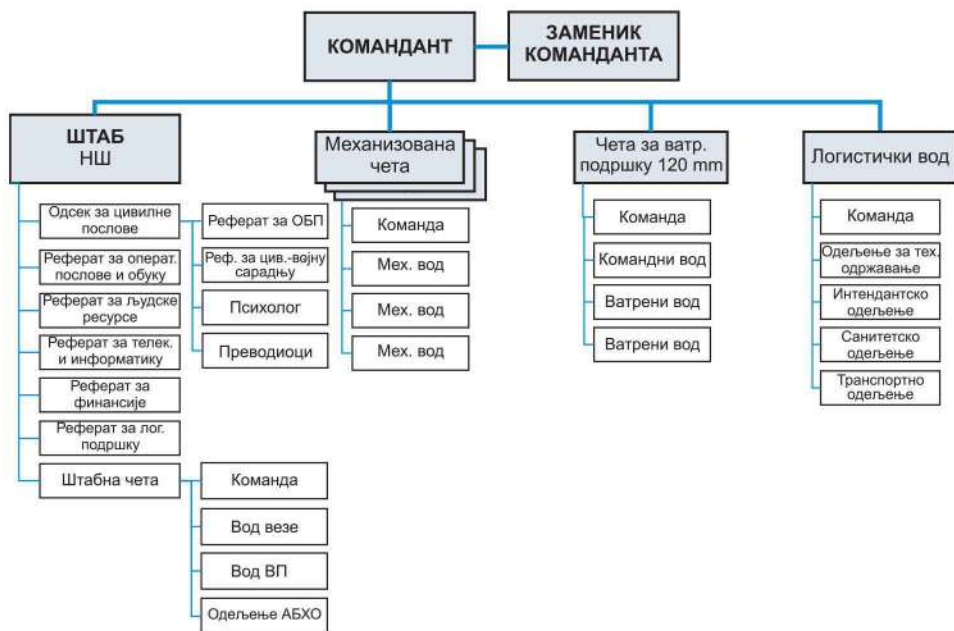 КОМАНДАНТ
ЗАМЕНИК
КОМАНДАНТА
ШТАБ
НШ
Одсек за цивилне
послове
Реферат за операт.
послове и обуку
Реферат за људске
ресурсе
Реферат за телек.
и информатику
Реферат за
финансије
Реферат за лог.
подршку
Штабна чета
Реферат за ОБП
Реф. за цив.-војну
сарадњу
Психолог
Преводиоци
Команда
Вод везе
Вод ВП
Одељење АБХО
Механизована
чета
Команда
Мех. вод
Мех. вод
Мех. вод
Чета за ватр.
подршку 120 mm
Команда
Командни вод
Ватрени вод
Ватрени вод
Логистички вод
Команда
Одељење за тех.
одржавање
Интендантско
одељење
Санитетско
одељење
Транспортно
одељење